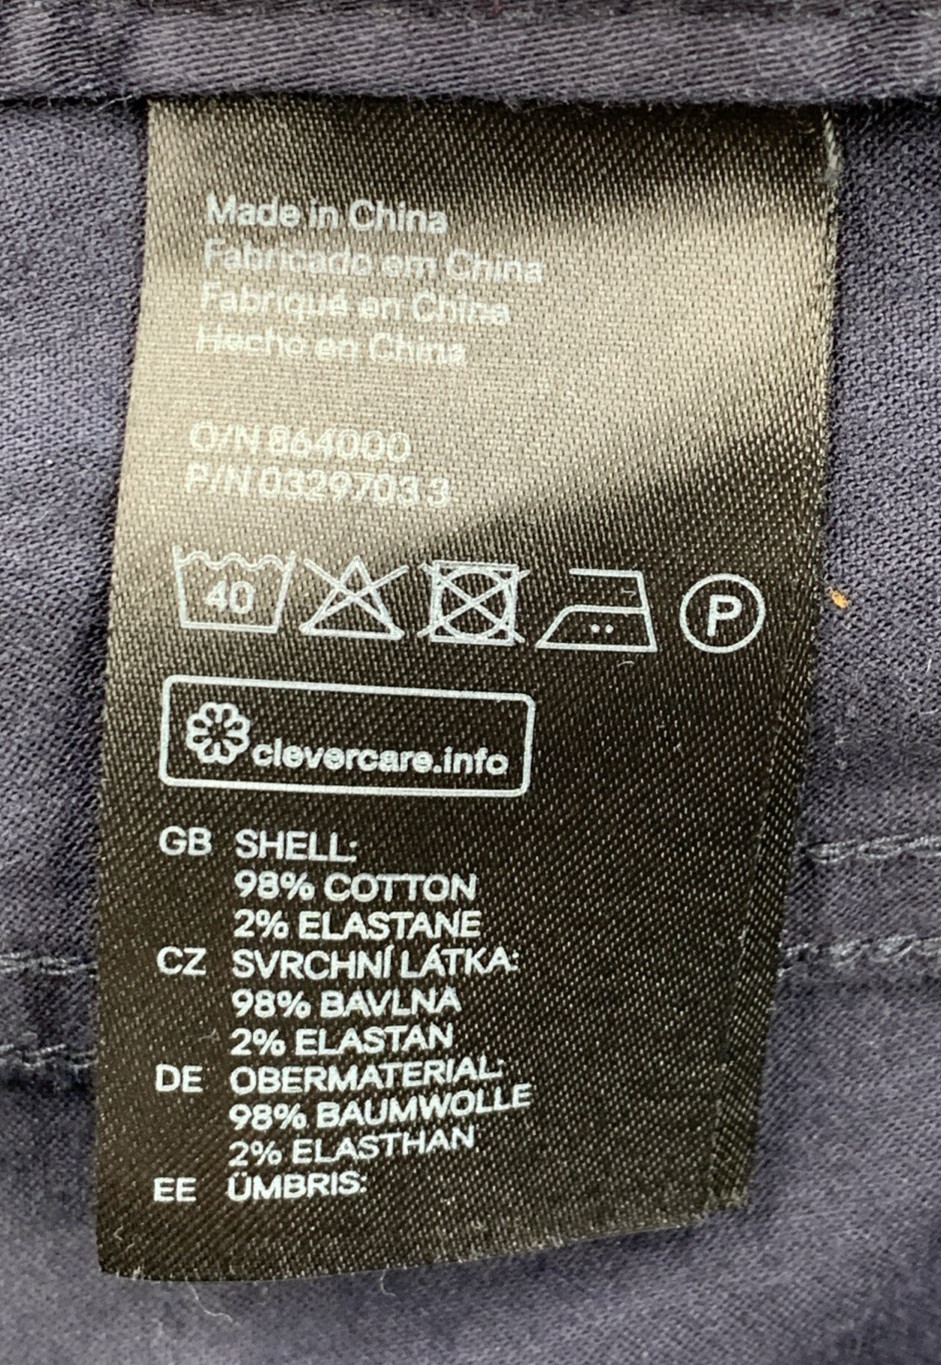 Made in China
Fabricado em China
Fabriqué en Chine
Hecho en China
O/N 864000
P/N 03297033
40
P
clevercare.info
GB SHELL:
98% COTTON
2% ELASTANE
CZ SVRCHNÍ LÁTKA:
98% BAVLNA
2% ELASTAN
DE OBERMATERIAL:
98% BAUMWOLLE
2% ELASTHAN
EE ÜMBRIS: